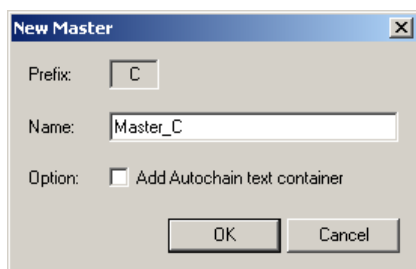 New Master
Prefix: C
Name: Master_C
Option: Add Autochain text container
OK Cancel